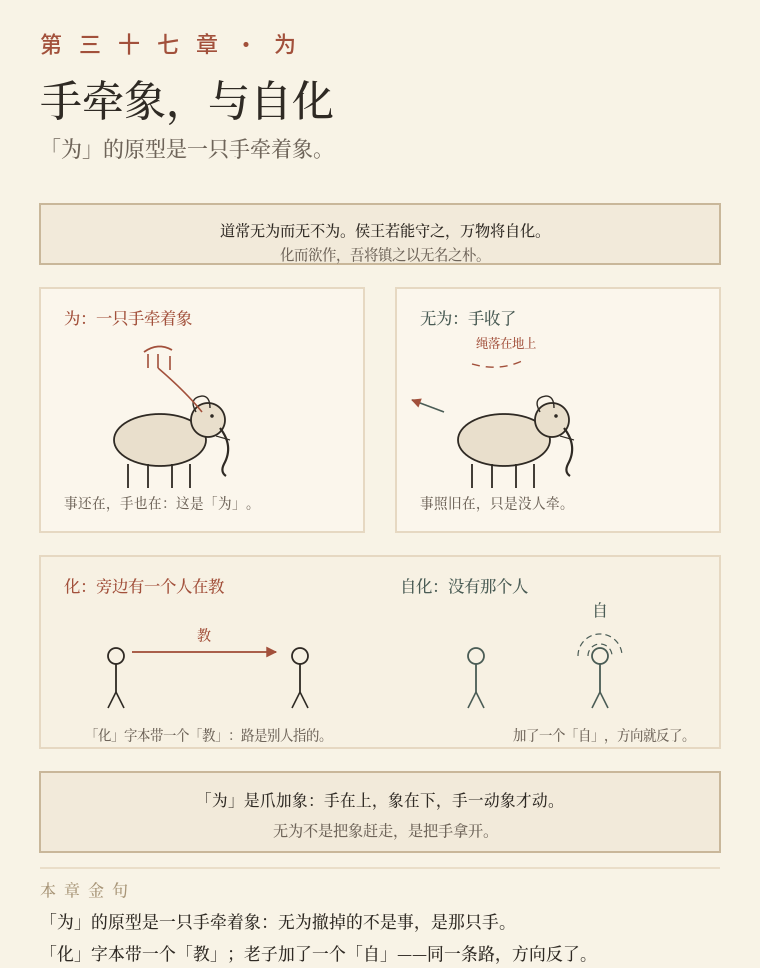 第三十七章·为
手牵象，与自化
「为」的原型是一只手牵着象。
道常无为而无不为。侯王若能守之，万物将自化。
化而欲作，吾将镇之以无名之朴。
为：一只手牵着象
事还在，手也在：这是「为」。
无为：手收了
绳落在地上
事照旧在，只是没人牵。
化：旁边有一个人在教
教
「化」字本带一个「教」：路是别人指的。
自化：没有那个人
自
加了一个「自」，方向就反了。
「为」是爪加象：手在上，象在下，手一动象才动。
无为不是把象赶走，是把手拿开。
本章金句
「为」的原型是一只手牵着象：无为撤掉的不是事，是那只手。
「化」字本带一个「教」；老子加了一个「自」——同一条路，方向反了。